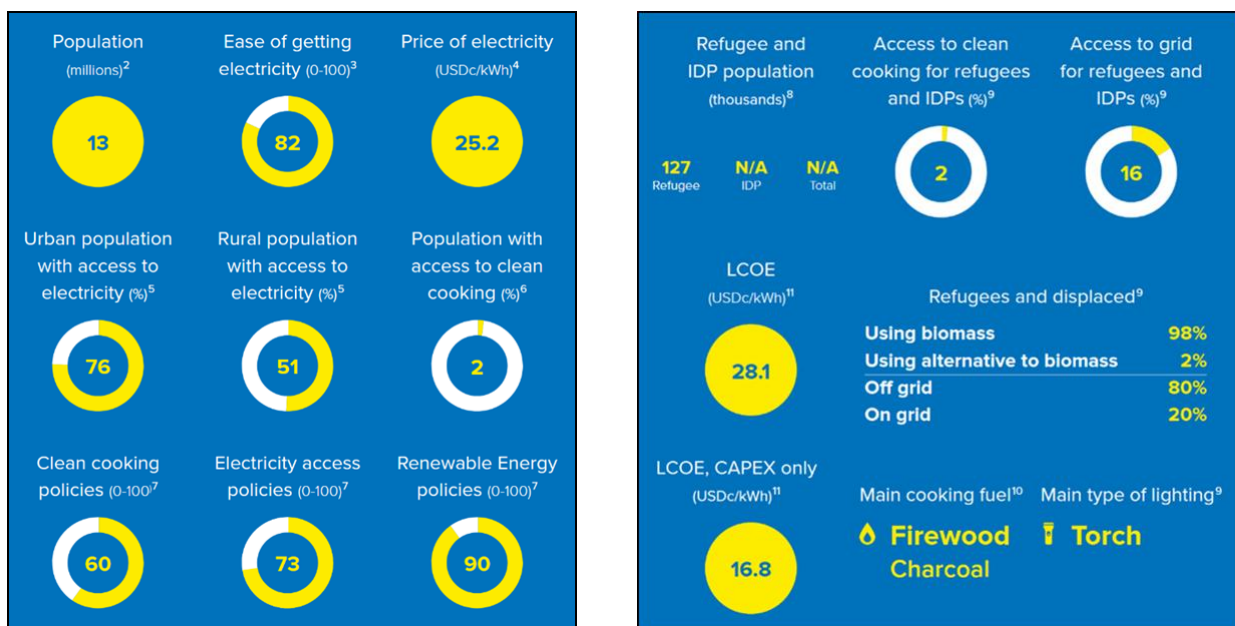 Population
(millions)²
13
Ease of getting
electricity (0-100)³
82
Price of electricity
(USDc/kWh)⁴
25.2
Urban population
with access to
electricity (%)⁵
76
Rural population
with access to
electricity (%)⁵
51
Population with
access to clean
cooking (%)⁶
2
Clean cooking
policies (0-100)⁷
60
Electricity access
policies (0-100)⁷
73
Renewable Energy
policies (0-100)⁷
90
Refugee and
IDP population
(thousands)⁸
127
Refugee
N/A
IDP
N/A
Total
Access to clean
cooking for refugees
and IDPs (%)⁹
2
Access to grid
for refugees and
IDPs (%)⁹
16
LCOE
(USDc/kWh)¹¹
28.1
Refugees and displaced⁹
Using biomass 98%
Using alternative to biomass 2%
Off grid 80%
On grid 20%
LCOE, CAPEX only
(USDc/kWh)¹¹
16.8
Main cooking fuel¹⁰
Firewood
Charcoal
Main type of lighting⁹
Torch